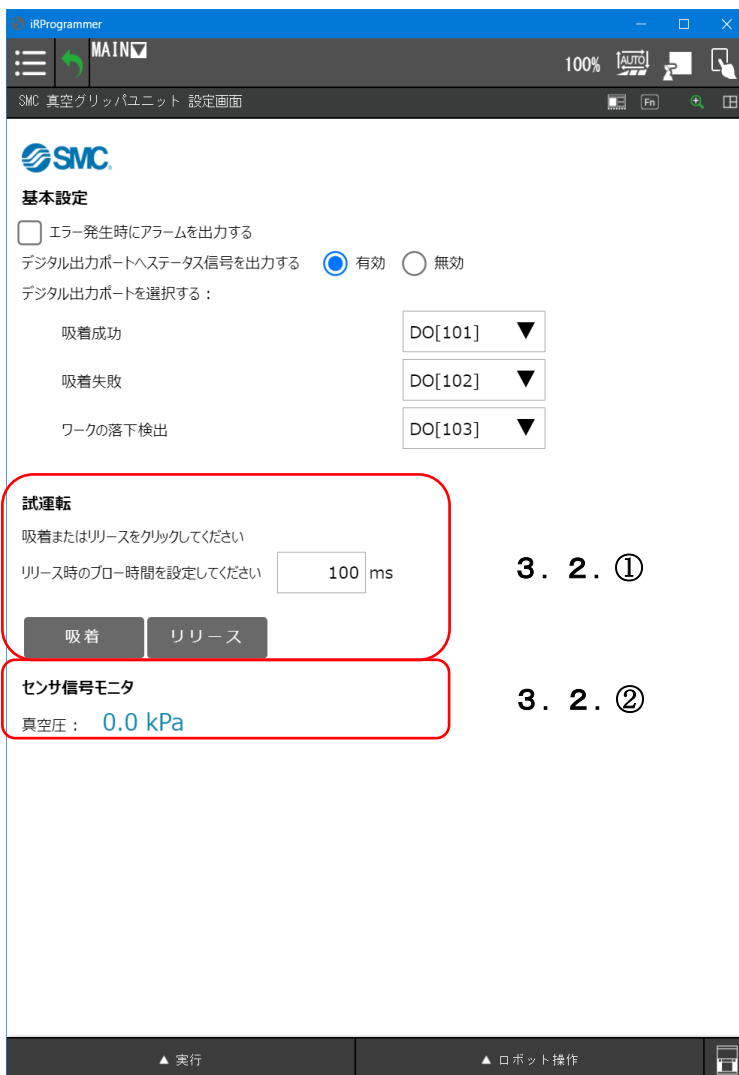 iRProgrammer
MAIN▼
100%
AUTO
SMC 真空グリッパユニット 設定画面
Fn
SMC.
基本設定
エラー発生時にアラームを出力する
デジタル出力ポートへステータス信号を出力する 有効 無効
デジタル出力ポートを選択する：
吸着成功 DO[101] ▼
吸着失敗 DO[102] ▼
ワークの落下検出 DO[103] ▼
試運転
吸着またはリリースをクリックしてください
リリース時のブロー時間を設定してください 100 ms
３．２．①
吸着 リリース
センサ信号モニタ
３．２．②
真空圧： 0.0 kPa
▲ 実行 ▲ ロボット操作